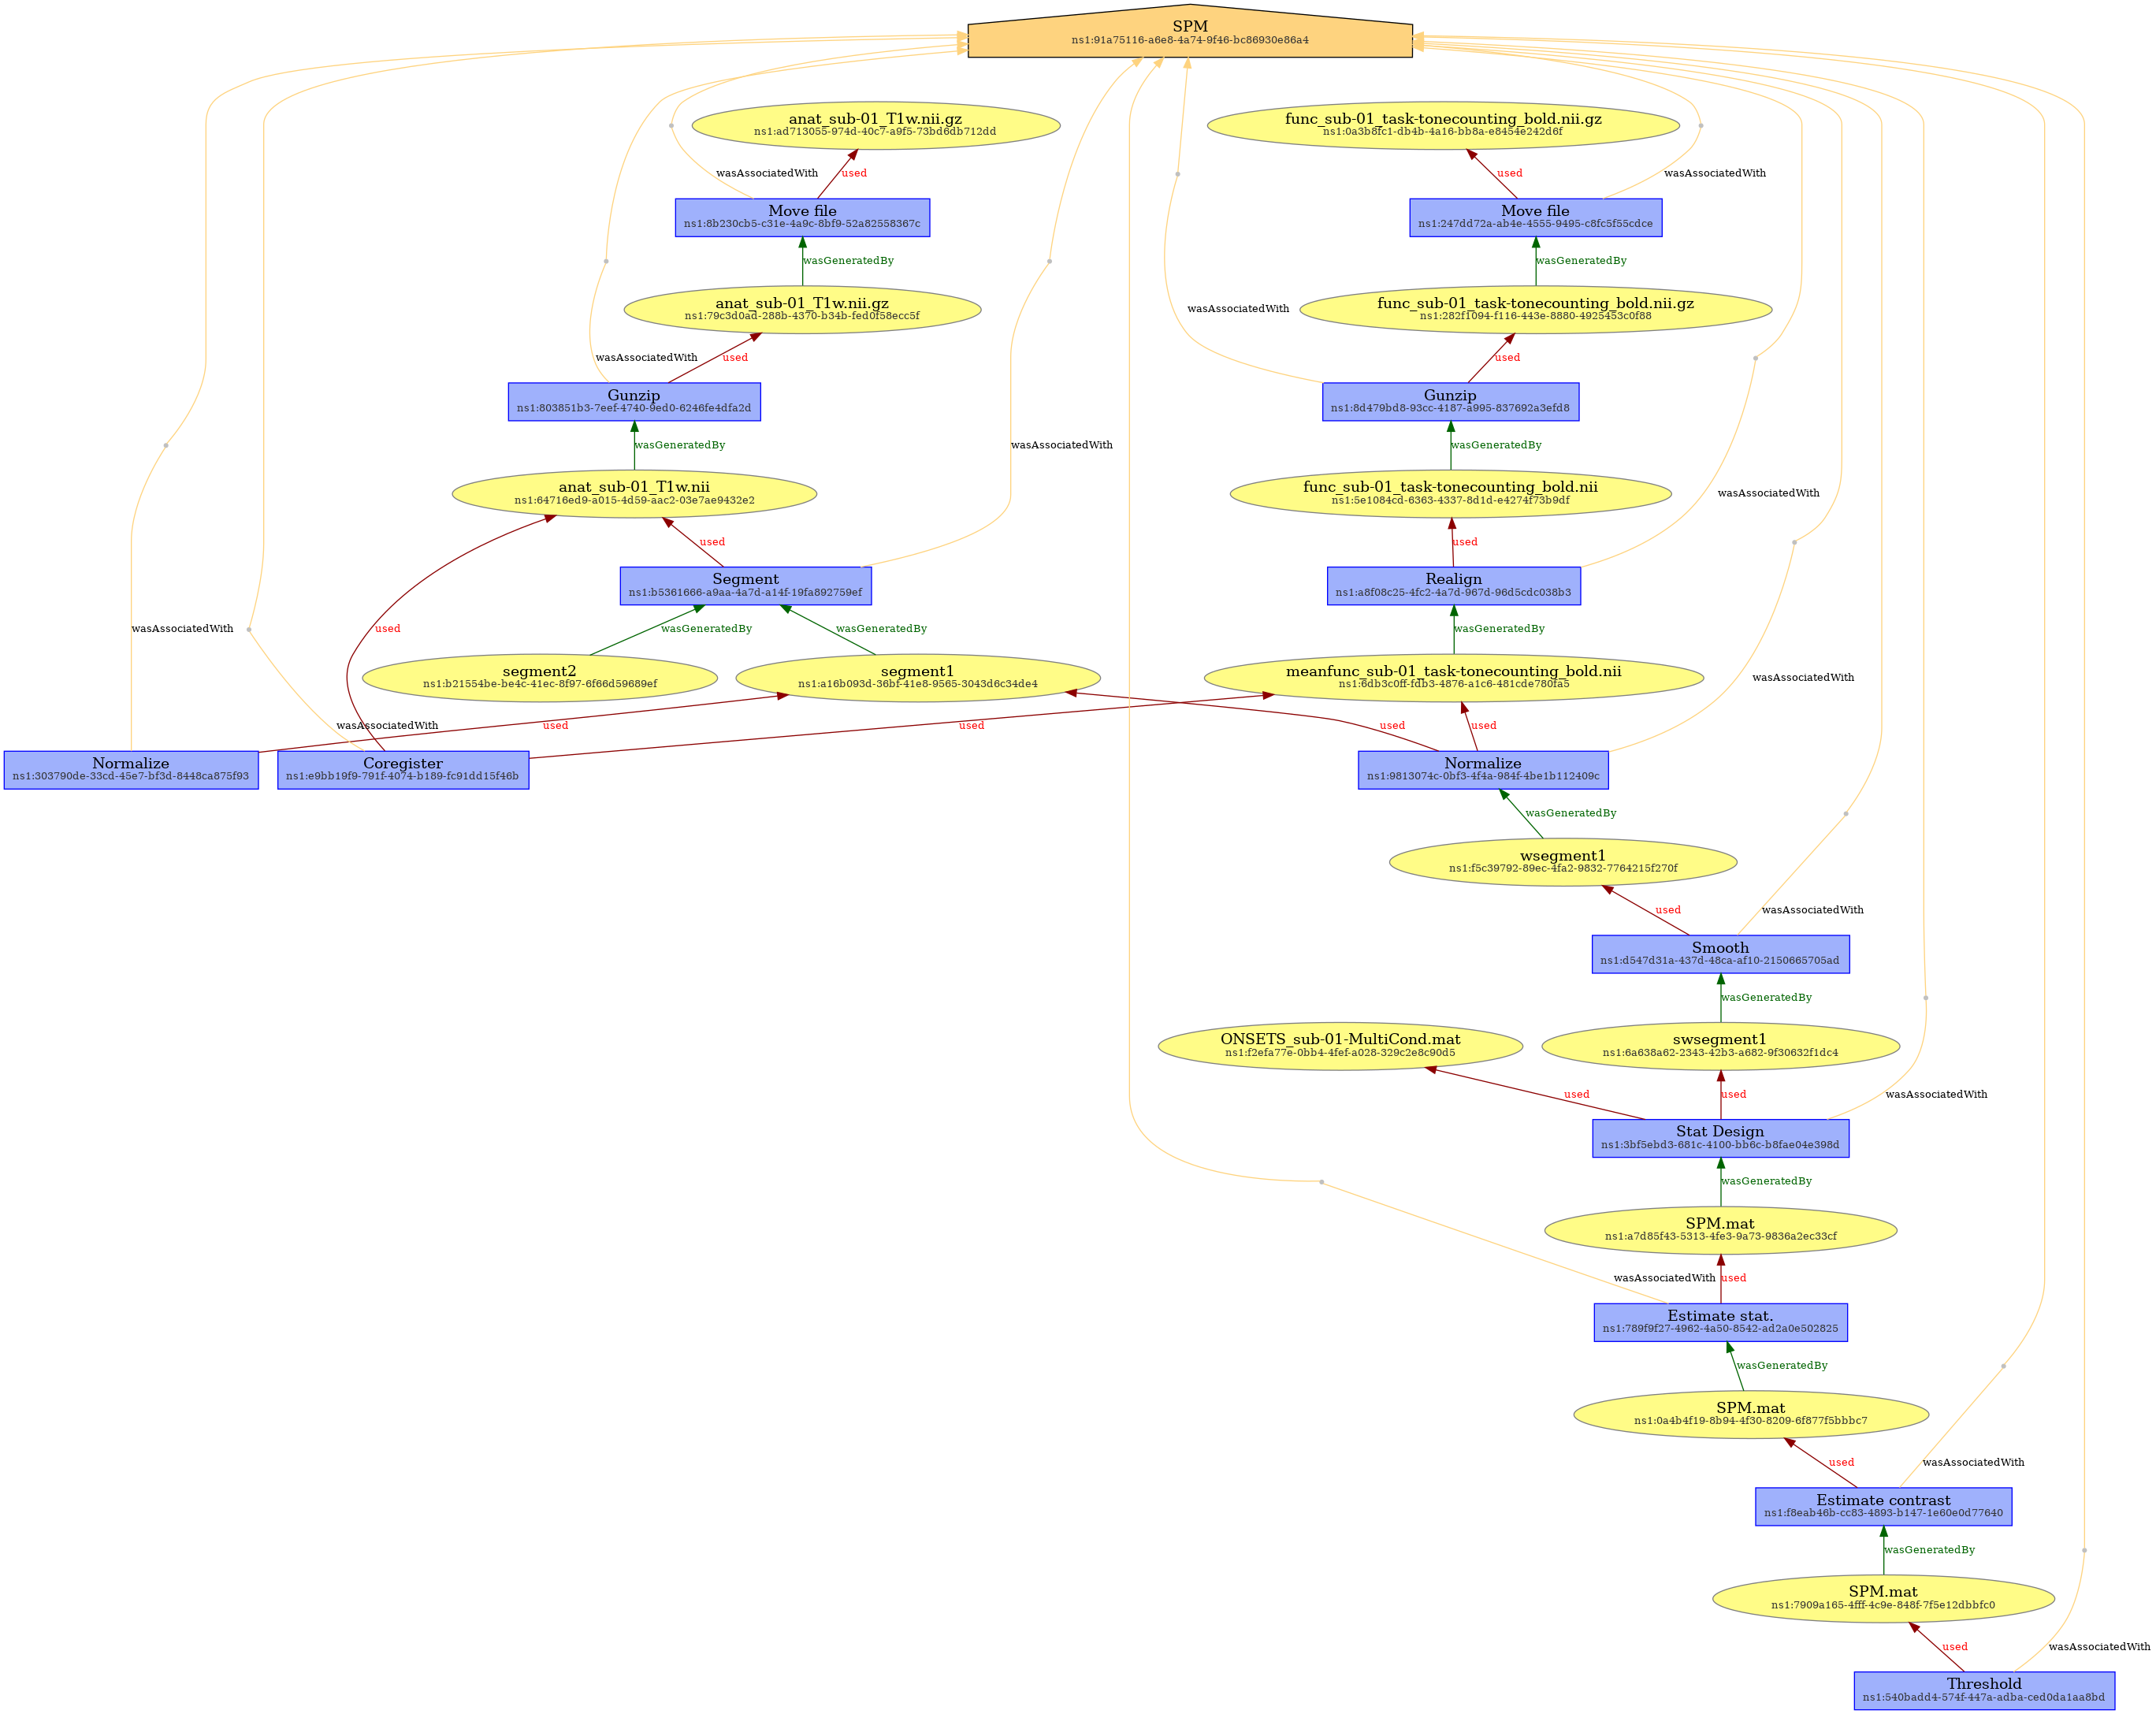 SPM
ns1:91a75116-a6e8-4a74-9f46-bc86930e86a4
anat_sub-01_T1w.nii.gz
ns1:ad713055-974d-40c7-a9f5-73bd6db712dd
func_sub-01_task-tonecounting_bold.nii.gz
ns1:0a3b8fc1-db4b-4a16-bb8a-e8454e242d6f
wasAssociatedWith
used
used
wasAssociatedWith
Move file
ns1:8b230cb5-c31e-4a9c-8bf9-52a82558367c
Move file
ns1:247dd72a-ab4e-4555-9495-c8fc5f55cdce
wasGeneratedBy
wasGeneratedBy
anat_sub-01_T1w.nii.gz
ns1:79c3d0ad-288b-4370-b34b-fed0f58ecc5f
wasAssociatedWith
func_sub-01_task-tonecounting_bold.nii.gz
ns1:282f1094-f116-443e-8880-4925453c0f88
wasAssociatedWith
used
used
Gunzip
ns1:803851b3-7eef-4740-9ed0-6246fe4dfa2d
Gunzip
ns1:8d479bd8-93cc-4187-a995-837692a3efd8
wasGeneratedBy
wasAssociatedWith
wasGeneratedBy
anat_sub-01_T1w.nii
ns1:64716ed9-a015-4d59-aac2-03e7ae9432e2
func_sub-01_task-tonecounting_bold.nii
ns1:5e1084cd-6363-4337-8d1d-e4274f73b9df
wasAssociatedWith
used
used
Segment
ns1:b5361666-a9aa-4a7d-a14f-19fa892759ef
Realign
ns1:a8f08c25-4fc2-4a7d-967d-96d5cdc038b3
wasAssociatedWith
used
wasGeneratedBy
wasGeneratedBy
wasGeneratedBy
segment2
ns1:b21554be-be4c-41ec-8f97-6f66d59689ef
segment1
ns1:a16b093d-36bf-41e8-9565-3043d6c34de4
meanfunc_sub-01_task-tonecounting_bold.nii
ns1:6db3c0ff-fdb3-4876-a1c6-481cde780fa5
wasAssociatedWith
wasAssociatedWith
used
used
used
used
Normalize
ns1:303790de-33cd-45e7-bf3d-8448ca875f93
Coregister
ns1:e9bb19f9-791f-4074-b189-fc91dd15f46b
Normalize
ns1:9813074c-0bf3-4f4a-984f-4be1b112409c
wasGeneratedBy
wsegment1
ns1:f5c39792-89ec-4fa2-9832-7764215f270f
used
wasAssociatedWith
Smooth
ns1:d547d31a-437d-48ca-af10-2150665705ad
wasGeneratedBy
ONSETS_sub-01-MultiCond.mat
ns1:f2efa77e-0bb4-4fef-a028-329c2e8c90d5
swsegment1
ns1:6a638a62-2343-42b3-a682-9f30632f1dc4
used
used
wasAssociatedWith
Stat Design
ns1:3bf5ebd3-681c-4100-bb6c-b8fae04e398d
wasGeneratedBy
SPM.mat
ns1:a7d85f43-5313-4fe3-9a73-9836a2ec33cf
wasAssociatedWith
used
Estimate stat.
ns1:789f9f27-4962-4a50-8542-ad2a0e502825
wasGeneratedBy
SPM.mat
ns1:0a4b4f19-8b94-4f30-8209-6f877f5bbbc7
used
wasAssociatedWith
Estimate contrast
ns1:f8eab46b-cc83-4893-b147-1e60e0d77640
wasGeneratedBy
SPM.mat
ns1:7909a165-4fff-4c9e-848f-7f5e12dbbfc0
used
wasAssociatedWith
Threshold
ns1:540badd4-574f-447a-adba-ced0da1aa8bd